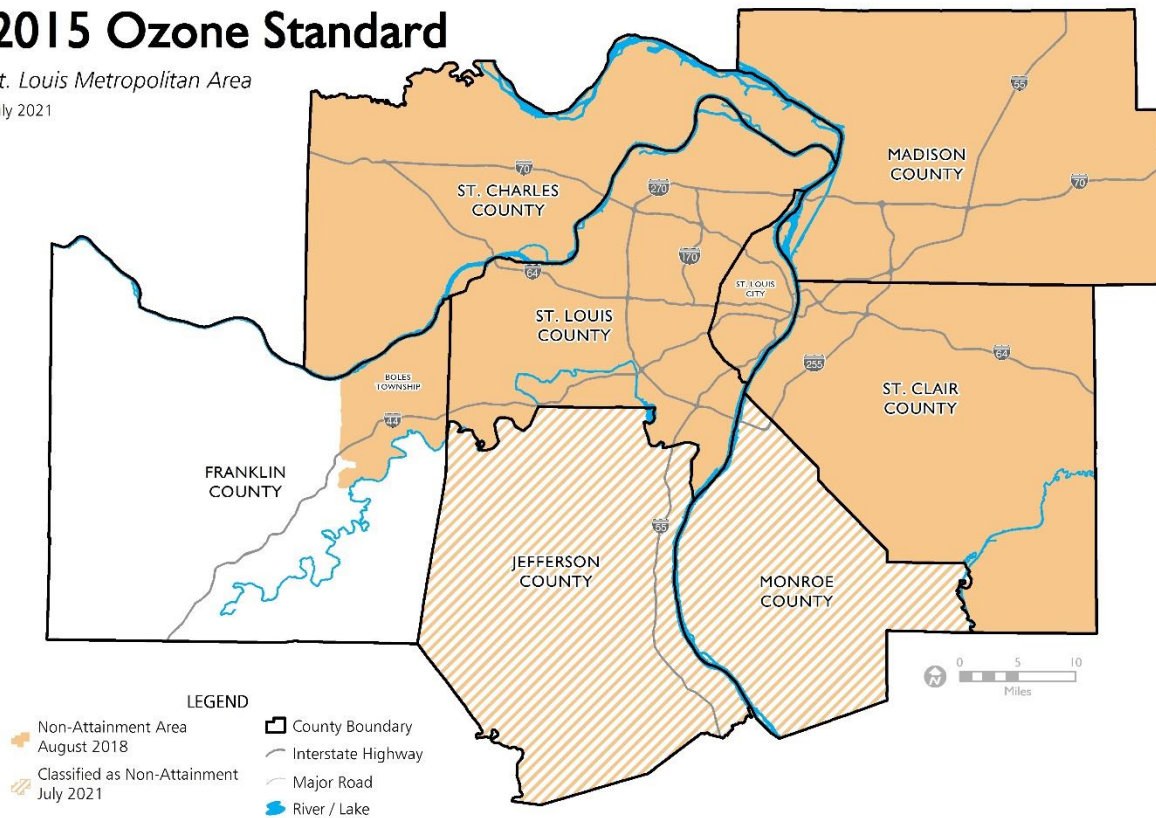 2015 Ozone Standard
t. Louis Metropolitan Area
ly 2021
55
MADISON
COUNTY
70
70
ST. CHARLES
COUNTY
270
170
64
ST. LOUIS
CITY
ST. LOUIS
COUNTY
255
64
BOLES
TOWNSHIP
ST. CLAIR
COUNTY
44
FRANKLIN
COUNTY
55
JEFFERSON
COUNTY
MONROE
COUNTY
N
0 5 10
Miles
LEGEND
Non-Attainment Area
August 2018
Classified as Non-Attainment
July 2021
County Boundary
Interstate Highway
Major Road
River / Lake